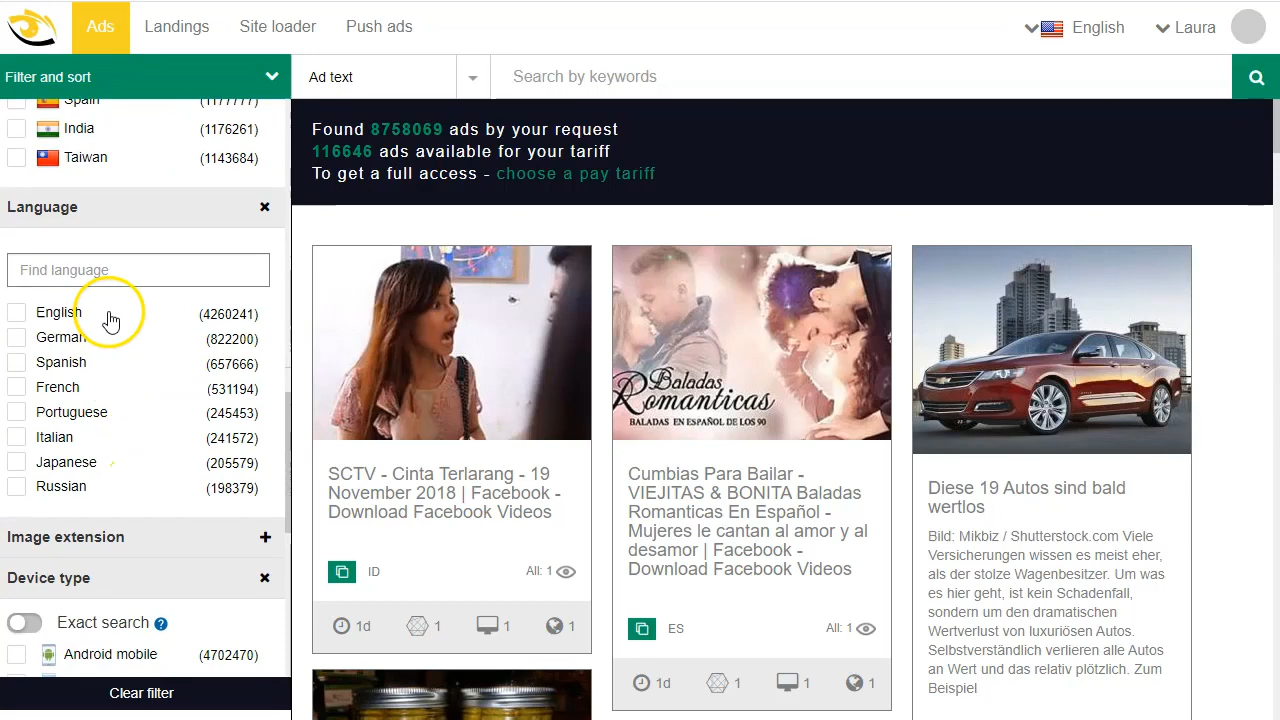 Ads
Landings
Site loader
Push ads
English
Laura
Filter and sort
Ad text
Search by keywords
Spain (1177777)
India (1176261)
Taiwan (1143684)
Language
Find language
English (4260241)
German (822200)
Spanish (657666)
French (531194)
Portuguese (245453)
Italian (241572)
Japanese (205579)
Russian (198379)
Image extension
Device type
Exact search ?
Android mobile (4702470)
Clear filter
Found 8758069 ads by your request
116646 ads available for your tariff
To get a full access - choose a pay tariff
SCTV - Cinta Terlarang - 19
November 2018 | Facebook -
Download Facebook Videos
ID All: 1
1d 1 1 1
Baladas
Romanticas
BALADAS EN ESPAÑOL DE LOS 90
Cumbias Para Bailar -
VIEJITAS & BONITA Baladas
Romanticas En Español -
Mujeres le cantan al amor y al
desamor | Facebook -
Download Facebook Videos
ES All: 1
1d 1 1 1
Diese 19 Autos sind bald
wertlos
Bild: Mikbiz / Shutterstock.com Viele
Versicherungen wissen es meist eher,
als der stolze Wagenbesitzer. Um was
es hier geht, ist kein Schadenfall,
sondern um den dramatischen
Wertverlust von luxuriösen Autos.
Selbstverständlich verlieren alle Autos
an Wert und das relativ plötzlich. Zum
Beispiel